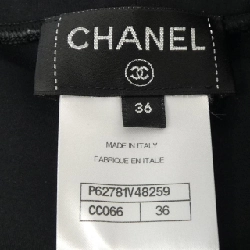 CHANEL
36
MADE IN ITALY
FABRIQUE EN ITALIE
P62781V48259
CC066 36